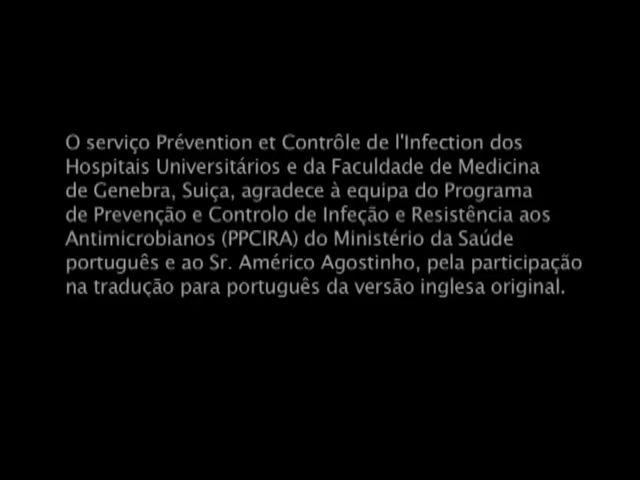 O serviço Prévention et Contrôle de l'Infection dos
Hospitais Universitários e da Faculdade de Medicina
de Genebra, Suiça, agradece à equipa do Programa
de Prevenção e Controlo de Infeção e Resistência aos
Antimicrobianos (PPCIRA) do Ministério da Saúde
português e ao Sr. Américo Agostinho, pela participação
na tradução para português da versão inglesa original.